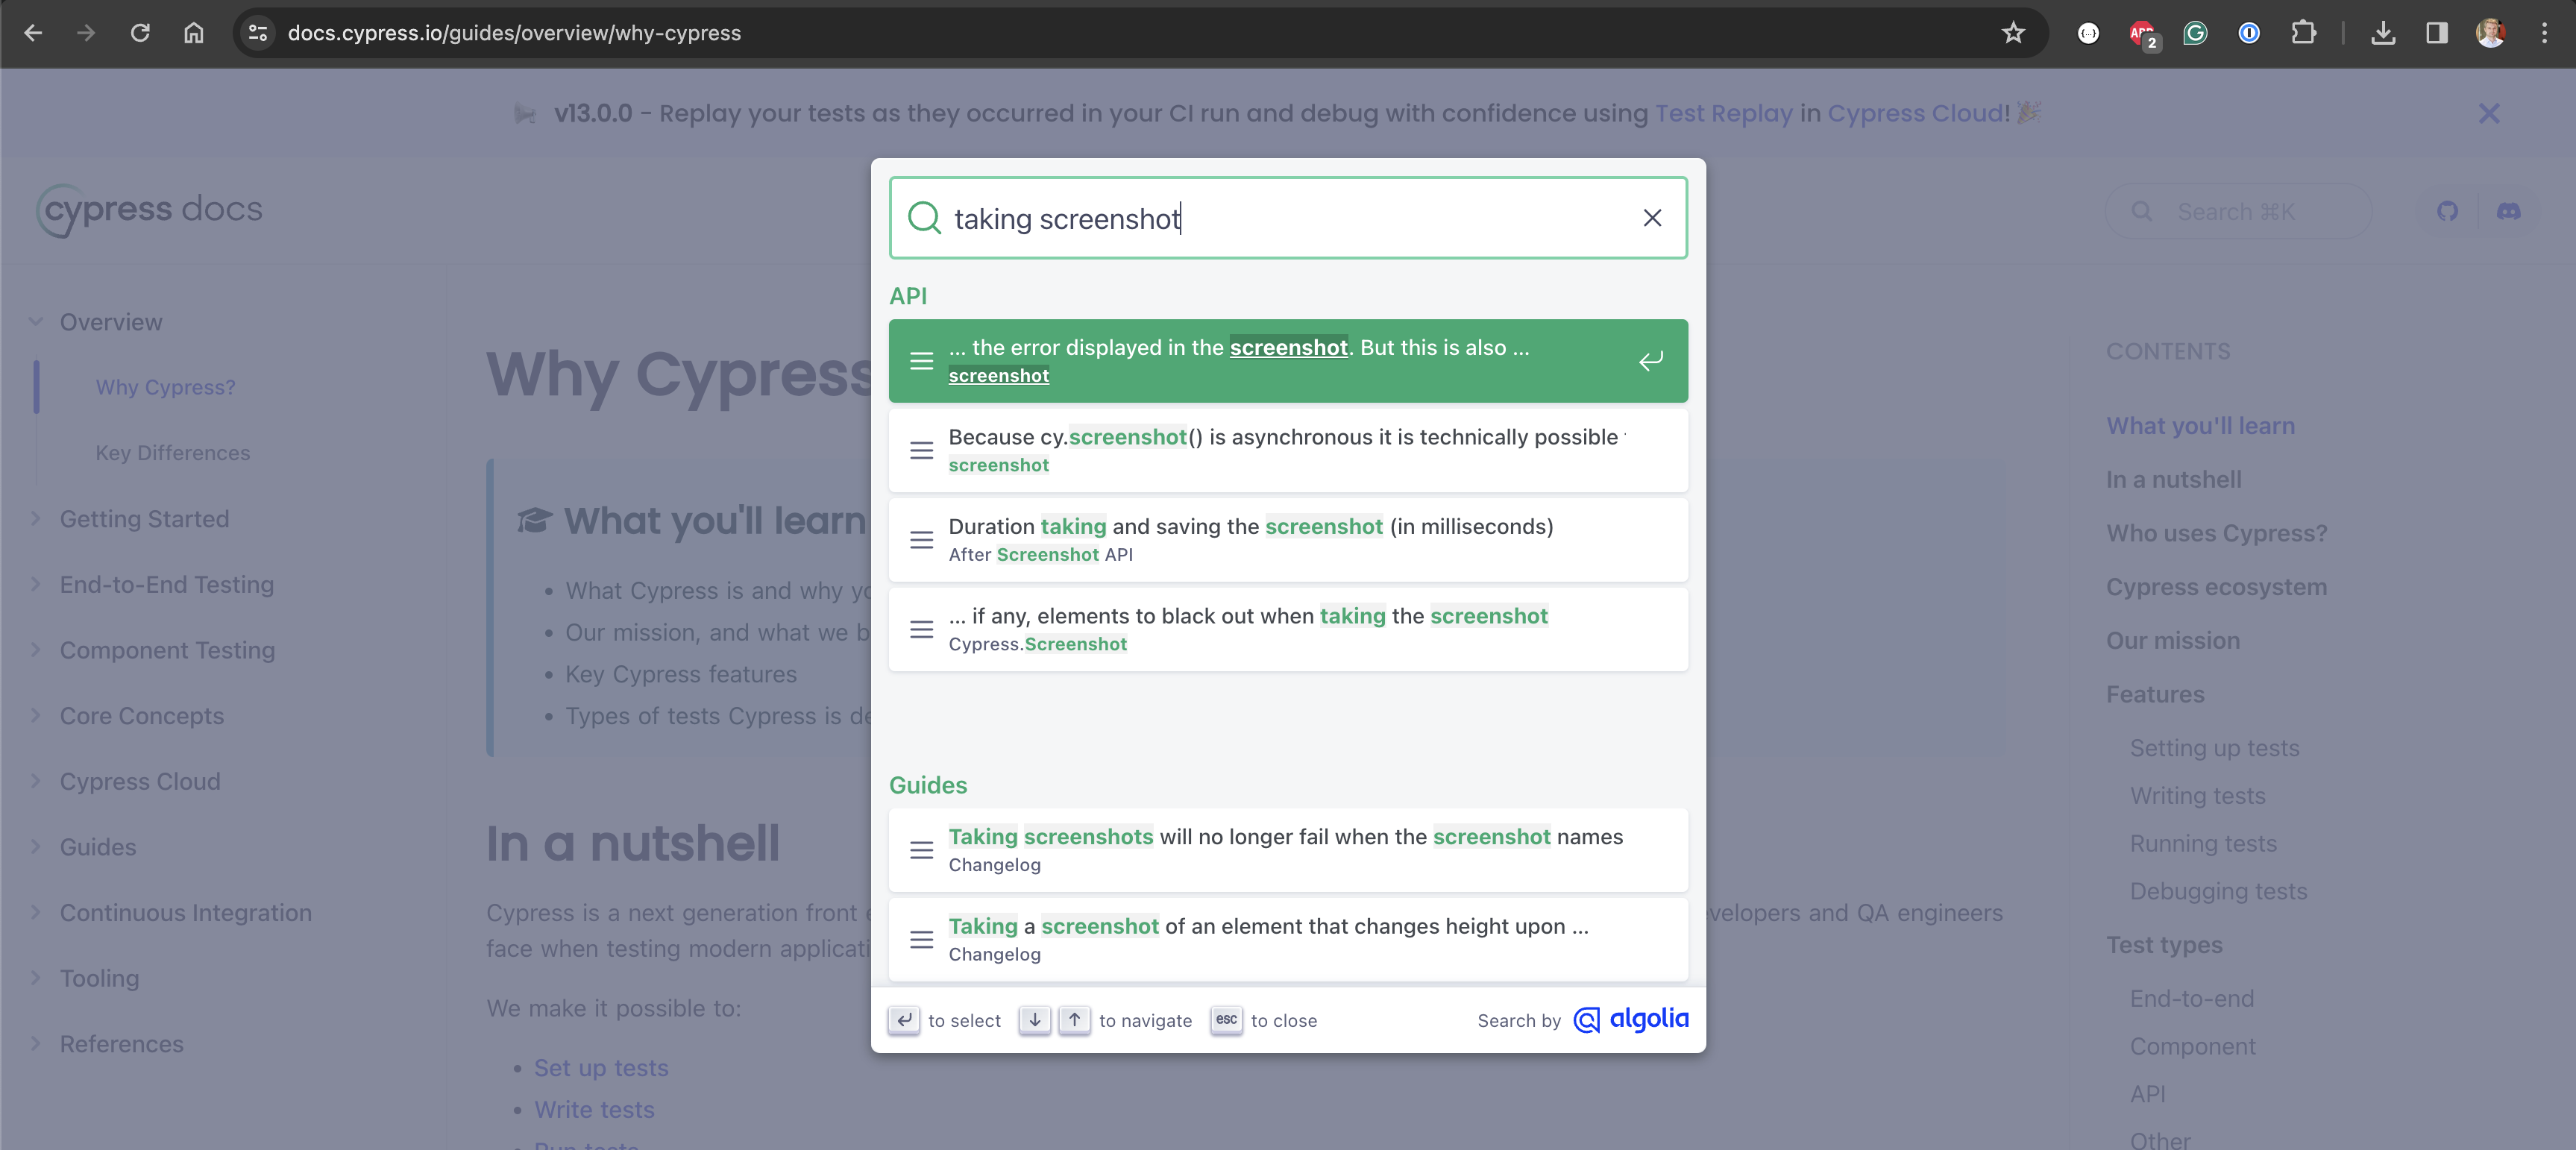 docs.cypress.io/guides/overview/why-cypress
2
v13.0.0 – Replay your tests as they occurred in your CI run and debug with confidence using Test Replay in Cypress Cloud!
cypress docs
Search ⌘K
Overview
Why Cypress?
Key Differences
Getting Started
End-to-End Testing
Component Testing
Core Concepts
Cypress Cloud
Guides
Continuous Integration
Tooling
References
Why Cypress
What you'll learn
• What Cypress is and why
• Our mission, and what we
• Key Cypress features
• Types of tests Cypress is
In a nutshell
Cypress is a next generation front
evelopers and QA engineers
face when testing modern
We make it possible to:
• Set up tests
• Write tests
• Run tests
taking screenshot
API
... the error displayed in the screenshot. But this is also ...
screenshot
Because cy.screenshot() is asynchronous it is technically possible
screenshot
Duration taking and saving the screenshot (in milliseconds)
After Screenshot API
... if any, elements to black out when taking the screenshot
Cypress.Screenshot
Guides
Taking screenshots will no longer fail when the screenshot names
Changelog
Taking a screenshot of an element that changes height upon ...
Changelog
to select
to navigate
esc to close
Search by algolia
CONTENTS
What you'll learn
In a nutshell
Who uses Cypress?
Cypress ecosystem
Our mission
Features
Setting up tests
Writing tests
Running tests
Debugging tests
Test types
End-to-end
Component
API
Other